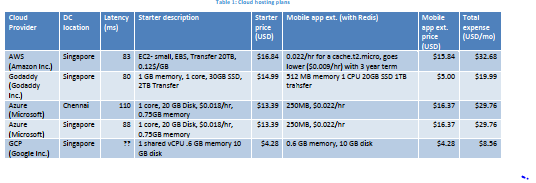 Table 1: Cloud hosting plans
Cloud Provider DC location Latency (ms) Starter description Starter price (USD) Mobile app ext. (with Redis) Mobile app ext. price (USD) Total expense (USD/mo)
AWS (Amazon Inc.) Singapore 83 EC2- small, EBS, Transfer 20TB, 0.12$/GB $16.84 0.022/hr for a cache.t2.micro, goes lower ($0.009/hr) with 3 year term $15.84 $32.68
Godaddy (Godaddy Inc.) Singapore 80 1 GB memory, 1 core, 30GB SSD, 2TB Transfer $14.99 512 MB memory 1 CPU 20GB SSD 1TB transfer $5.00 $19.99
Azure (Microsoft) Chennai 110 1 core, 20 GB Disk, $0.018/hr, 0.75GB memory $13.39 250MB, $0.022/hr $16.37 $29.76
Azure (Microsoft) Singapore 88 1 core, 20 GB Disk, $0.018/hr, 0.75GB memory $13.39 250MB, $0.022/hr $16.37 $29.76
GCP (Google Inc.) Singapore ?? 1 shared vCPU .6 GB memory 10 GB disk $4.28 0.6 GB memory, 10 GB disk $4.28 $8.56